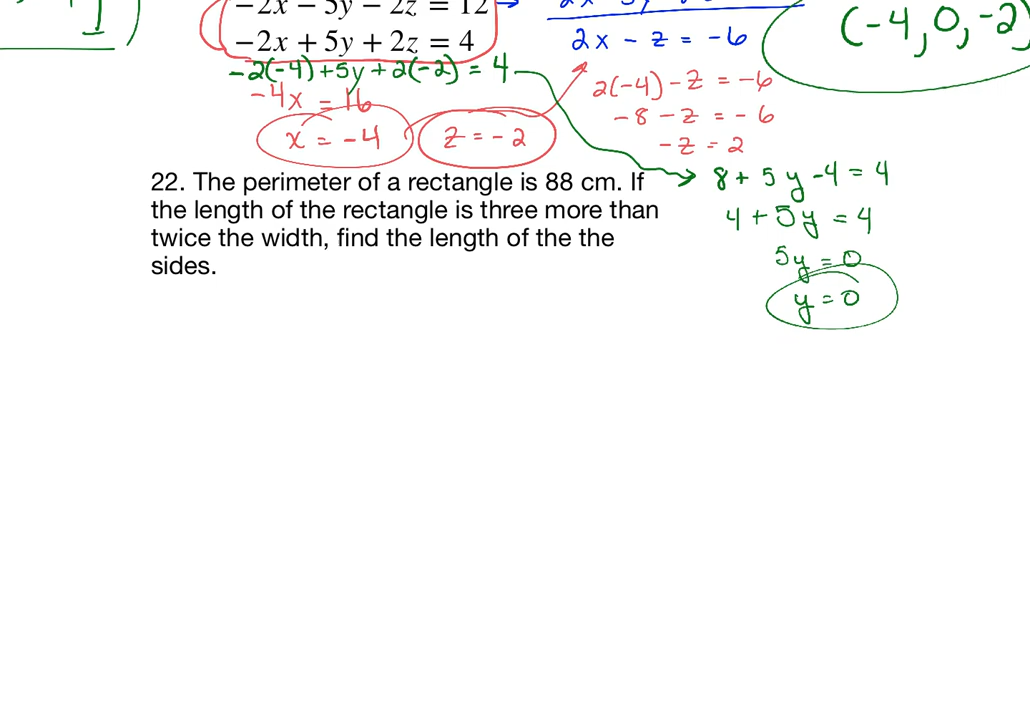 −2x − 5y − 2z = 12
−2x + 5y + 2z = 4
-2(-4)+5y+2(-2) = 4
-4x = 16
x = -4
z = -2
2x - z = -6
2(-4) - z = -6
-8 - z = -6
-z = 2
(-4, 0, -2)
22. The perimeter of a rectangle is 88 cm. If
the length of the rectangle is three more than
twice the width, find the length of the the
sides.
8 + 5y - 4 = 4
4 + 5y = 4
5y = 0
y = 0